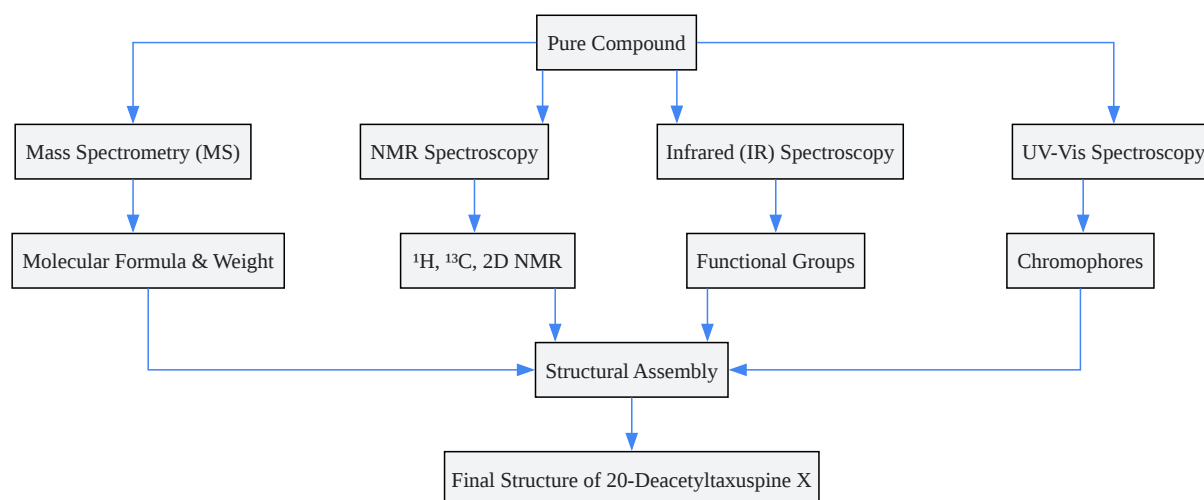 Pure Compound
Mass Spectrometry (MS)
NMR Spectroscopy
Infrared (IR) Spectroscopy
UV-Vis Spectroscopy
Molecular Formula & Weight
¹H, ¹³C, 2D NMR
Functional Groups
Chromophores
Structural Assembly
Final Structure of 20-Deacetyltaxuspine X